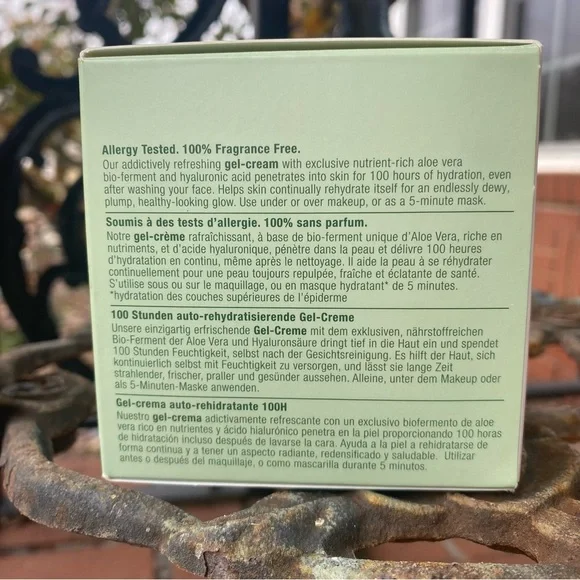 Allergy Tested. 100% Fragrance Free.
Our addictively refreshing gel-cream with exclusive nutrient-rich aloe vera
bio-ferment and hyaluronic acid penetrates into skin for 100 hours of hydration, even
after washing your face. Helps skin continually rehydrate itself for an endlessly dewy,
plump, healthy-looking glow. Use under or over makeup, or as a 5-minute mask.
Soumis à des tests d'allergie. 100% sans parfum.
Notre gel-crème rafraîchissant, à base de bio-ferment unique d'Aloe Vera, riche en
nutriments, et d'acide hyaluronique, pénètre dans la peau et délivre 100 heures
d'hydratation en continu, même après le nettoyage. Il aide la peau à se réhydrater
continuellement pour une peau toujours repulpée, fraîche et éclatante de santé.
S'utilise sous ou sur le maquillage, ou en masque hydratant* de 5 minutes.
*hydratation des couches supérieures de l'épiderme
100 Stunden auto-rehydratisierende Gel-Creme
Unsere einzigartig erfrischende Gel-Creme mit dem exklusiven, nährstoffreichen
Bio-Ferment der Aloe Vera und Hyaluronsäure dringt tief in die Haut ein und spendet
100 Stunden Feuchtigkeit, selbst nach der Gesichtsreinigung. Es hilft der Haut, sich
kontinuierlich selbst mit Feuchtigkeit zu versorgen, und lässt sie lange Zeit
strahlender, frischer, praller und gesünder aussehen. Alleine, unter dem Makeup oder
als 5-Minuten-Maske anwenden.
Gel-crema auto-rehidratante 100H
Nuestro gel-crema adictivamente refrescante con un exclusivo biofermento de aloe
vera rico en nutrientes y ácido hialurónico penetra en la piel proporcionando 100 horas
de hidratación incluso después de lavarse la cara. Ayuda a la piel a rehidratarse de
forma continua y a tener un aspecto radiante, redensificado y saludable. Utilizar
antes o después del maquillaje, o como mascarilla durante 5 minutos.